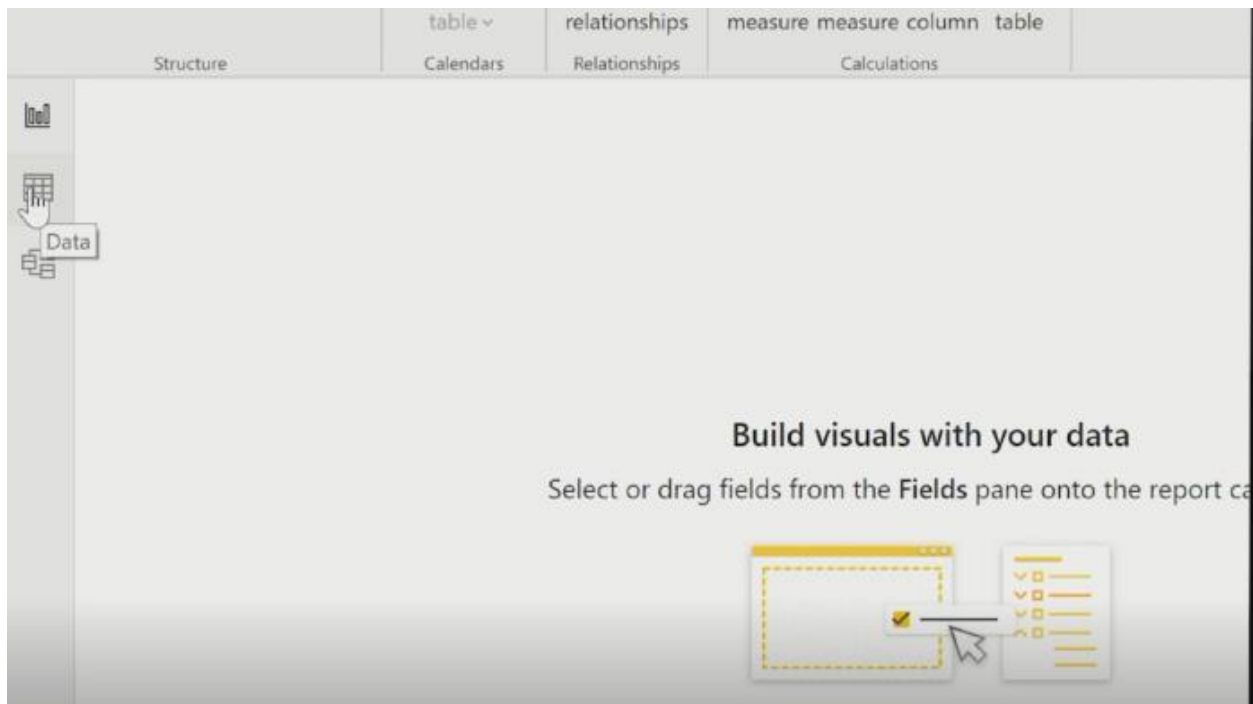 table
relationships
measure measure column table
Structure
Calendars
Relationships
Calculations
Data
Build visuals with your data
Select or drag fields from the Fields pane onto the report ca